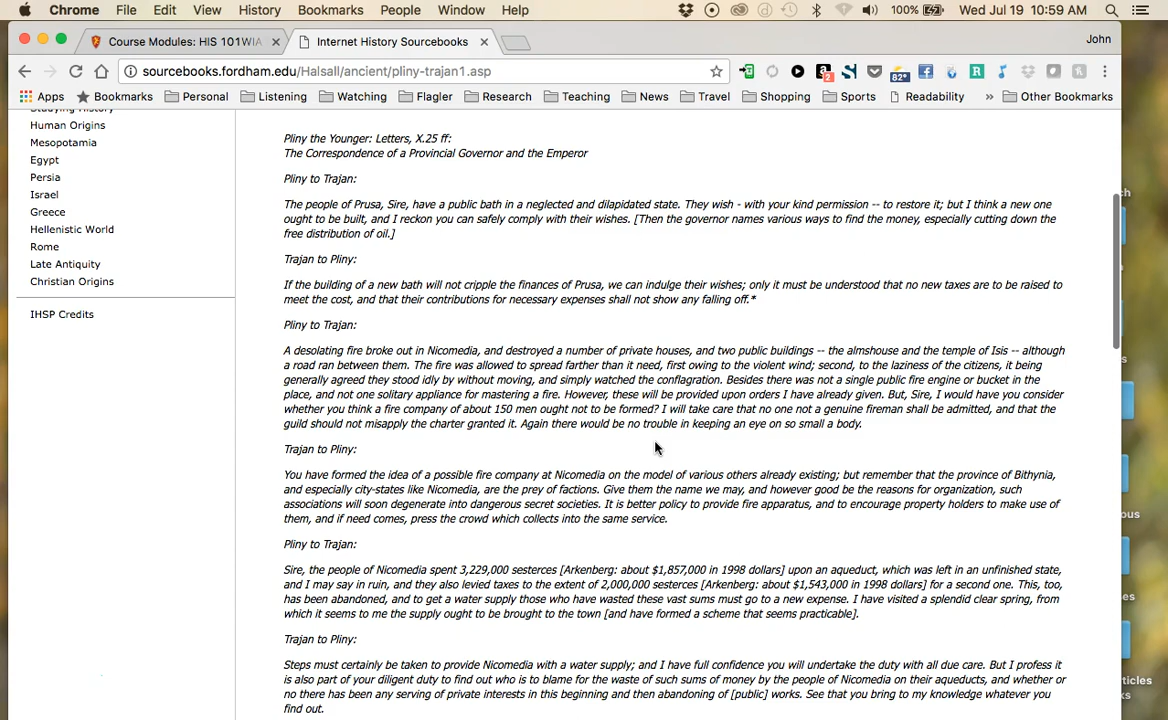 Chrome File Edit View History Bookmarks People Window Help 100% Wed Jul 19 10:59 AM
Course Modules: HIS 101WIA Internet History Sourcebooks John
sourcebooks.fordham.edu/Halsall/ancient/pliny-trajan1.asp 2 82° R
Apps Bookmarks Personal Listening Watching Flagler Research Teaching News Travel Shopping Sports Readability » Other Bookmarks
Studying History
Human Origins
Mesopotamia
Egypt
Persia
Israel
Greece
Hellenistic World
Rome
Late Antiquity
Christian Origins
IHSP Credits
Pliny the Younger: Letters, X.25 ff:
The Correspondence of a Provincial Governor and the Emperor
Pliny to Trajan:
The people of Prusa, Sire, have a public bath in a neglected and dilapidated state. They wish - with your kind permission -- to restore it; but I think a new one
ought to be built, and I reckon you can safely comply with their wishes. [Then the governor names various ways to find the money, especially cutting down the
free distribution of oil.]
Trajan to Pliny:
If the building of a new bath will not cripple the finances of Prusa, we can indulge their wishes; only it must be understood that no new taxes are to be raised to
meet the cost, and that their contributions for necessary expenses shall not show any falling off.*
Pliny to Trajan:
A desolating fire broke out in Nicomedia, and destroyed a number of private houses, and two public buildings -- the almshouse and the temple of Isis -- although
a road ran between them. The fire was allowed to spread farther than it need, first owing to the violent wind; second, to the laziness of the citizens, it being
generally agreed they stood idly by without moving, and simply watched the conflagration. Besides there was not a single public fire engine or bucket in the
place, and not one solitary appliance for mastering a fire. However, these will be provided upon orders I have already given. But, Sire, I would have you consider
whether you think a fire company of about 150 men ought not to be formed? I will take care that no one not a genuine fireman shall be admitted, and that the
guild should not misapply the charter granted it. Again there would be no trouble in keeping an eye on so small a body.
Trajan to Pliny:
You have formed the idea of a possible fire company at Nicomedia on the model of various others already existing; but remember that the province of Bithynia,
and especially city-states like Nicomedia, are the prey of factions. Give them the name we may, and however good be the reasons for organization, such
associations will soon degenerate into dangerous secret societies. It is better policy to provide fire apparatus, and to encourage property holders to make use of
them, and if need comes, press the crowd which collects into the same service.
Pliny to Trajan:
Sire, the people of Nicomedia spent 3,229,000 sesterces [Arkenberg: about $1,857,000 in 1998 dollars] upon an aqueduct, which was left in an unfinished state,
and I may say in ruin, and they also levied taxes to the extent of 2,000,000 sesterces [Arkenberg: about $1,543,000 in 1998 dollars] for a second one. This, too,
has been abandoned, and to get a water supply those who have wasted these vast sums must go to a new expense. I have visited a splendid clear spring, from
which it seems to me the supply ought to be brought to the town [and have formed a scheme that seems practicable].
Trajan to Pliny:
Steps must certainly be taken to provide Nicomedia with a water supply; and I have full confidence you will undertake the duty with all due care. But I profess it
is also part of your diligent duty to find out who is to blame for the waste of such sums of money by the people of Nicomedia on their aqueducts, and whether or
no there has been any serving of private interests in this beginning and then abandoning of [public] works. See that you bring to my knowledge whatever you
find out.